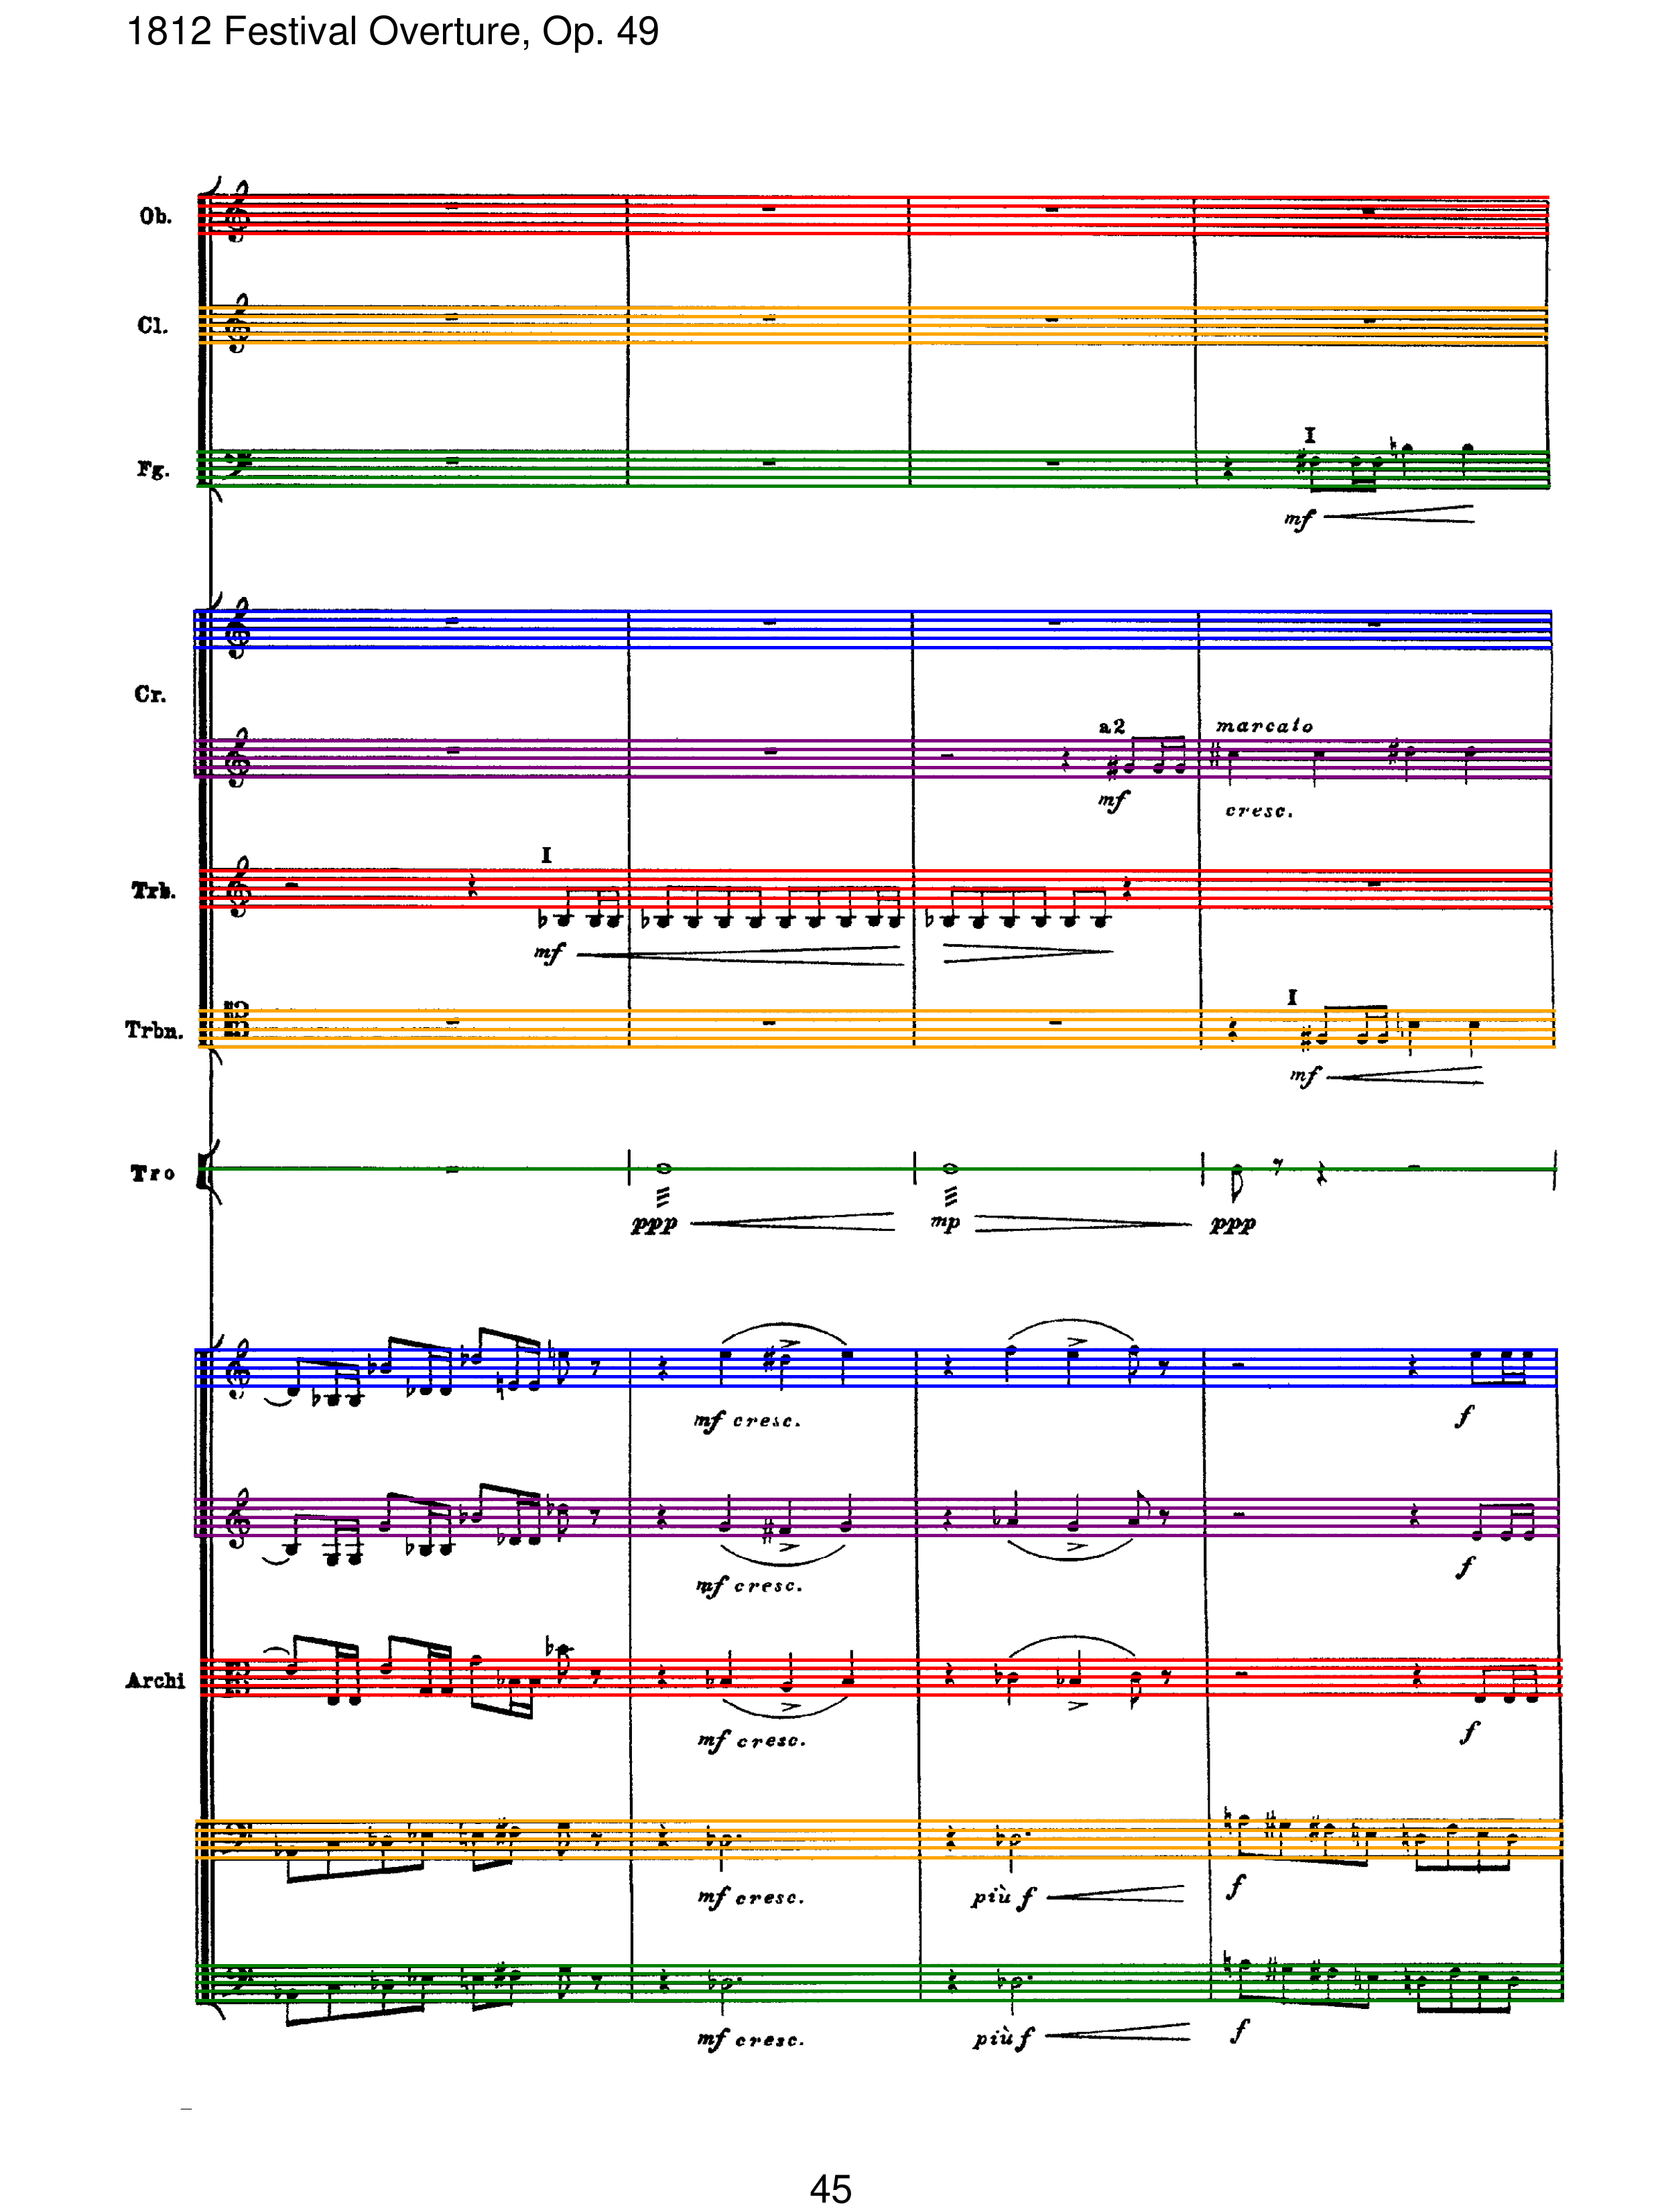 1812 Festival Overture, Op. 49
Ob.
Cl.
I
Fg.
mf
Cr.
a2 marcato
mf cresc.
I
Trb.
mf
I
Trbn.
mf
Tro
ppp mp ppp
mf cresc. f
mf cresc. f
Archi
mf cresc. f
mf cresc. più f f
mf cresc. più f f
45